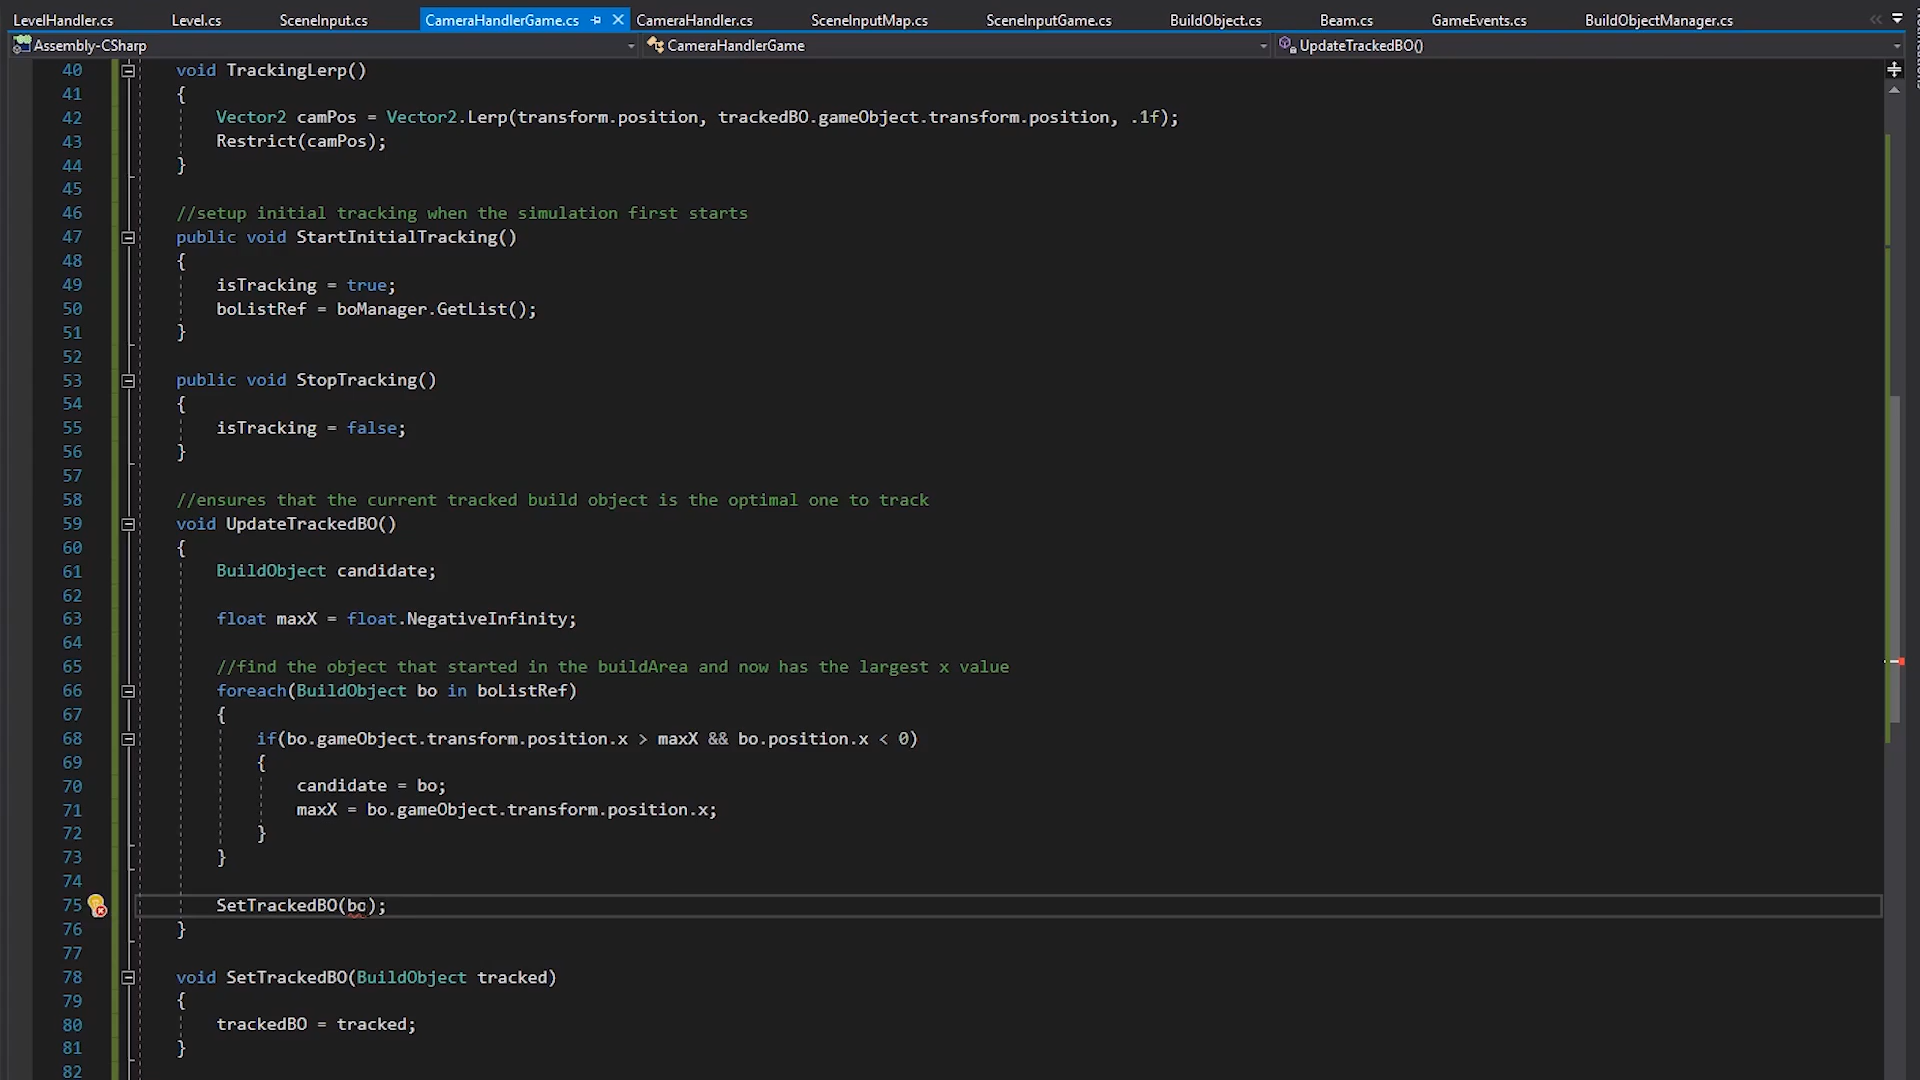 LevelHandler.cs Level.cs SceneInput.cs CameraHandlerGame.cs CameraHandler.cs SceneInputMap.cs SceneInputGame.cs BuildObject.cs Beam.cs GameEvents.cs BuildObjectManager.cs
Assembly-CSharp CameraHandlerGame UpdateTrackedBO()
40 void TrackingLerp()
41 {
42 Vector2 camPos = Vector2.Lerp(transform.position, trackedBO.gameObject.transform.position, .1f);
43 Restrict(camPos);
44 }
45
46 //setup initial tracking when the simulation first starts
47 public void StartInitialTracking()
48 {
49 isTracking = true;
50 boListRef = boManager.GetList();
51 }
52
53 public void StopTracking()
54 {
55 isTracking = false;
56 }
57
58 //ensures that the current tracked build object is the optimal one to track
59 void UpdateTrackedBO()
60 {
61 BuildObject candidate;
62
63 float maxX = float.NegativeInfinity;
64
65 //find the object that started in the buildArea and now has the largest x value
66 foreach(BuildObject bo in boListRef)
67 {
68 if(bo.gameObject.transform.position.x > maxX && bo.position.x < 0)
69 {
70 candidate = bo;
71 maxX = bo.gameObject.transform.position.x;
72 }
73 }
74
75 SetTrackedBO(bo);
76 }
77
78 void SetTrackedBO(BuildObject tracked)
79 {
80 trackedBO = tracked;
81 }
82